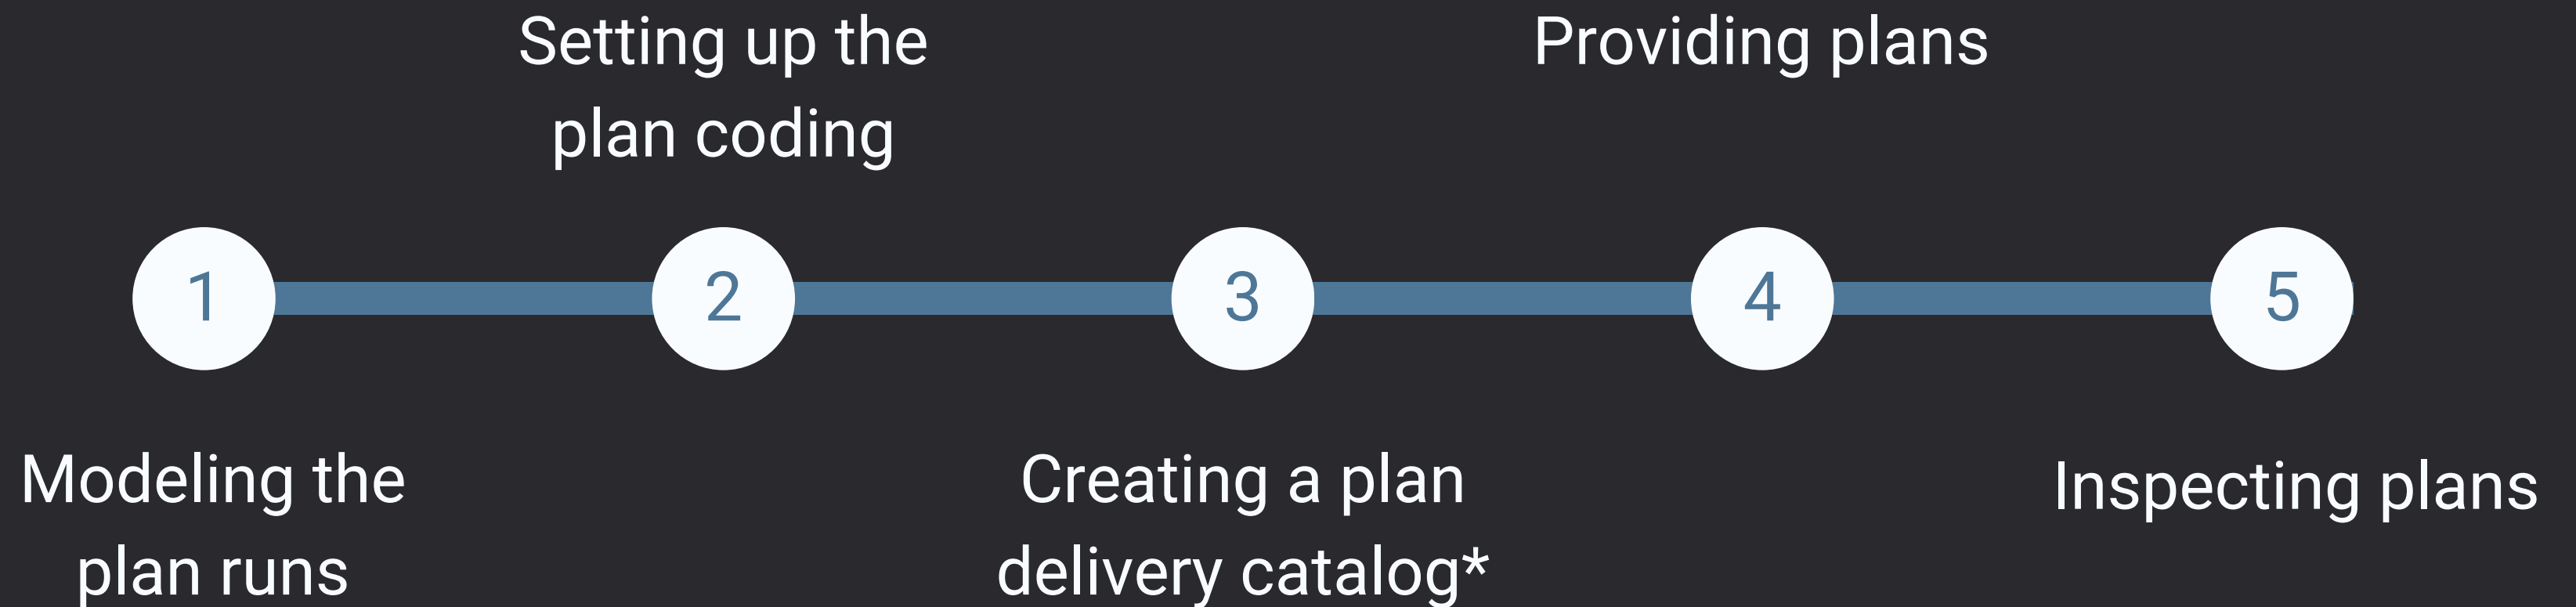 Setting up the
plan coding
Providing plans
1
2
3
4
5
Modeling the
plan runs
Creating a plan
delivery catalog*
Inspecting plans